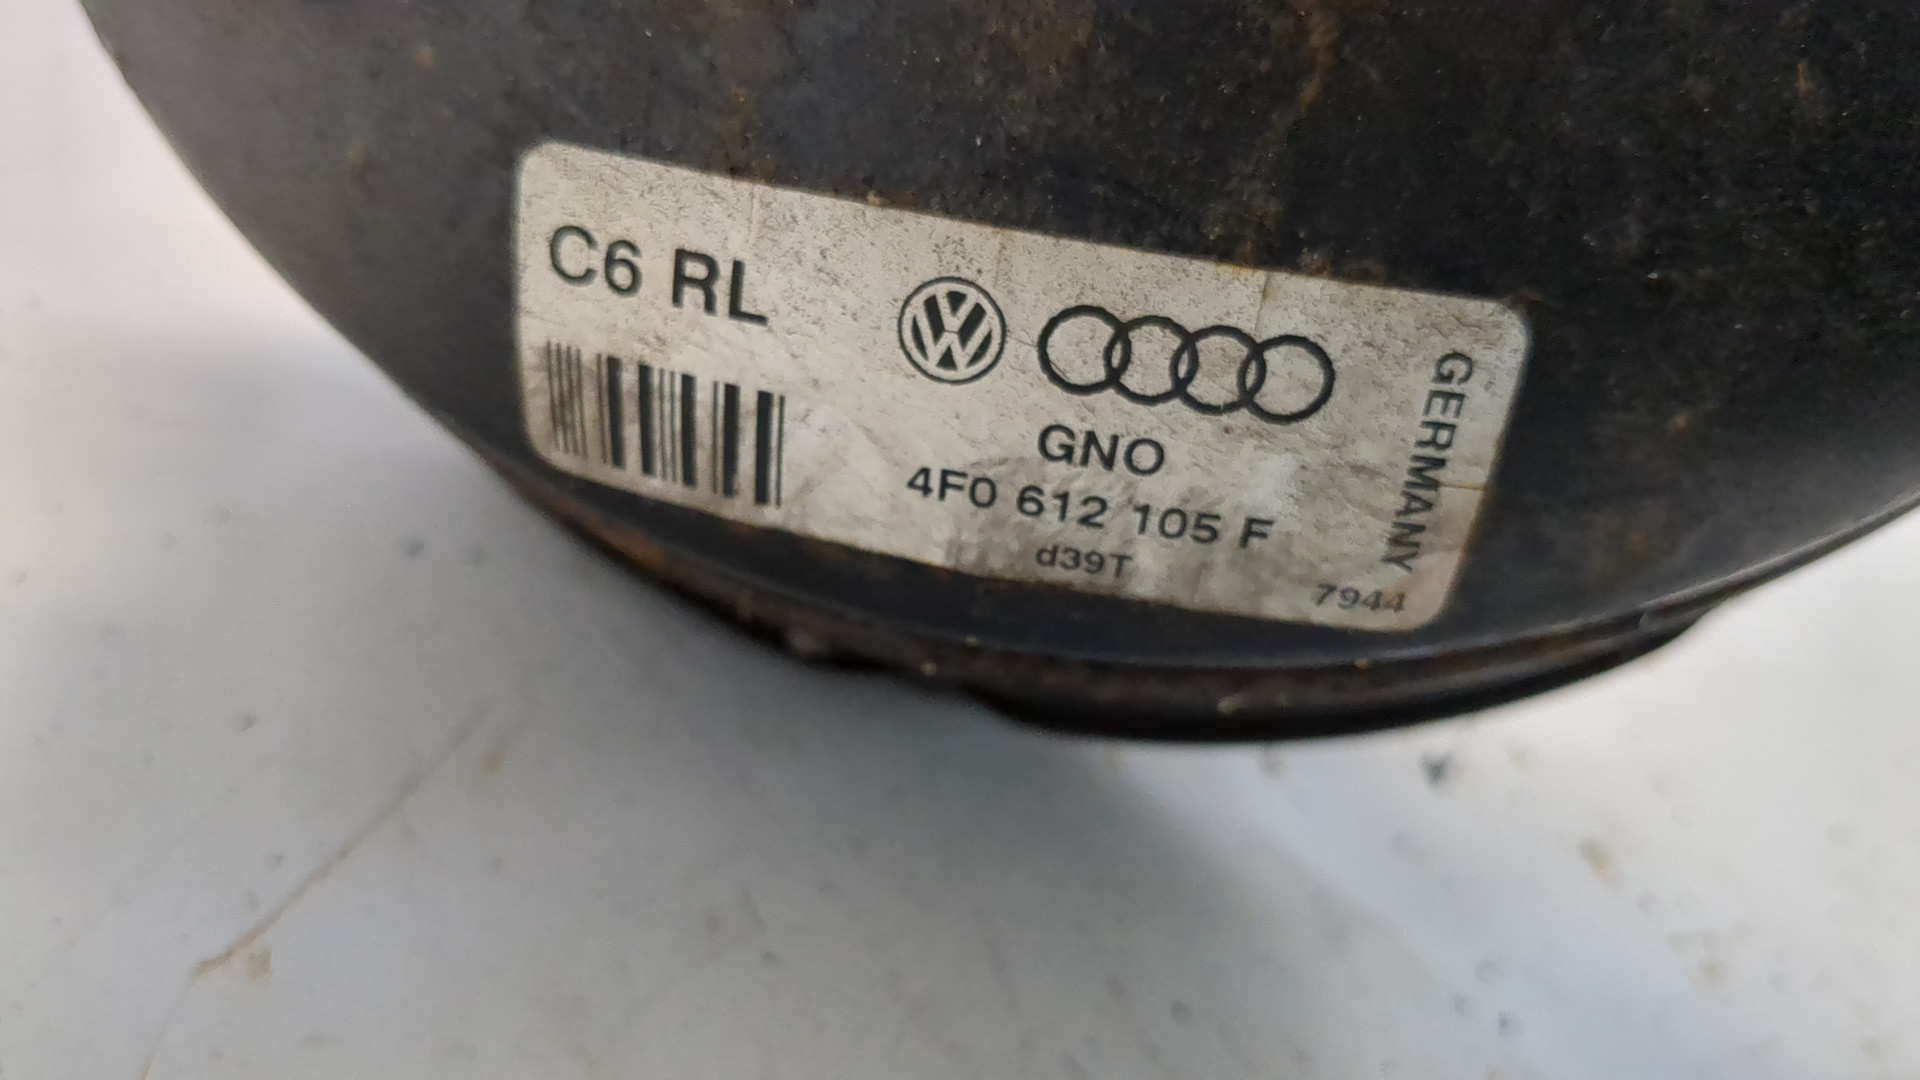 C6 RL
GNO
4F0 612 105 F
d39T
7944
GERMANY